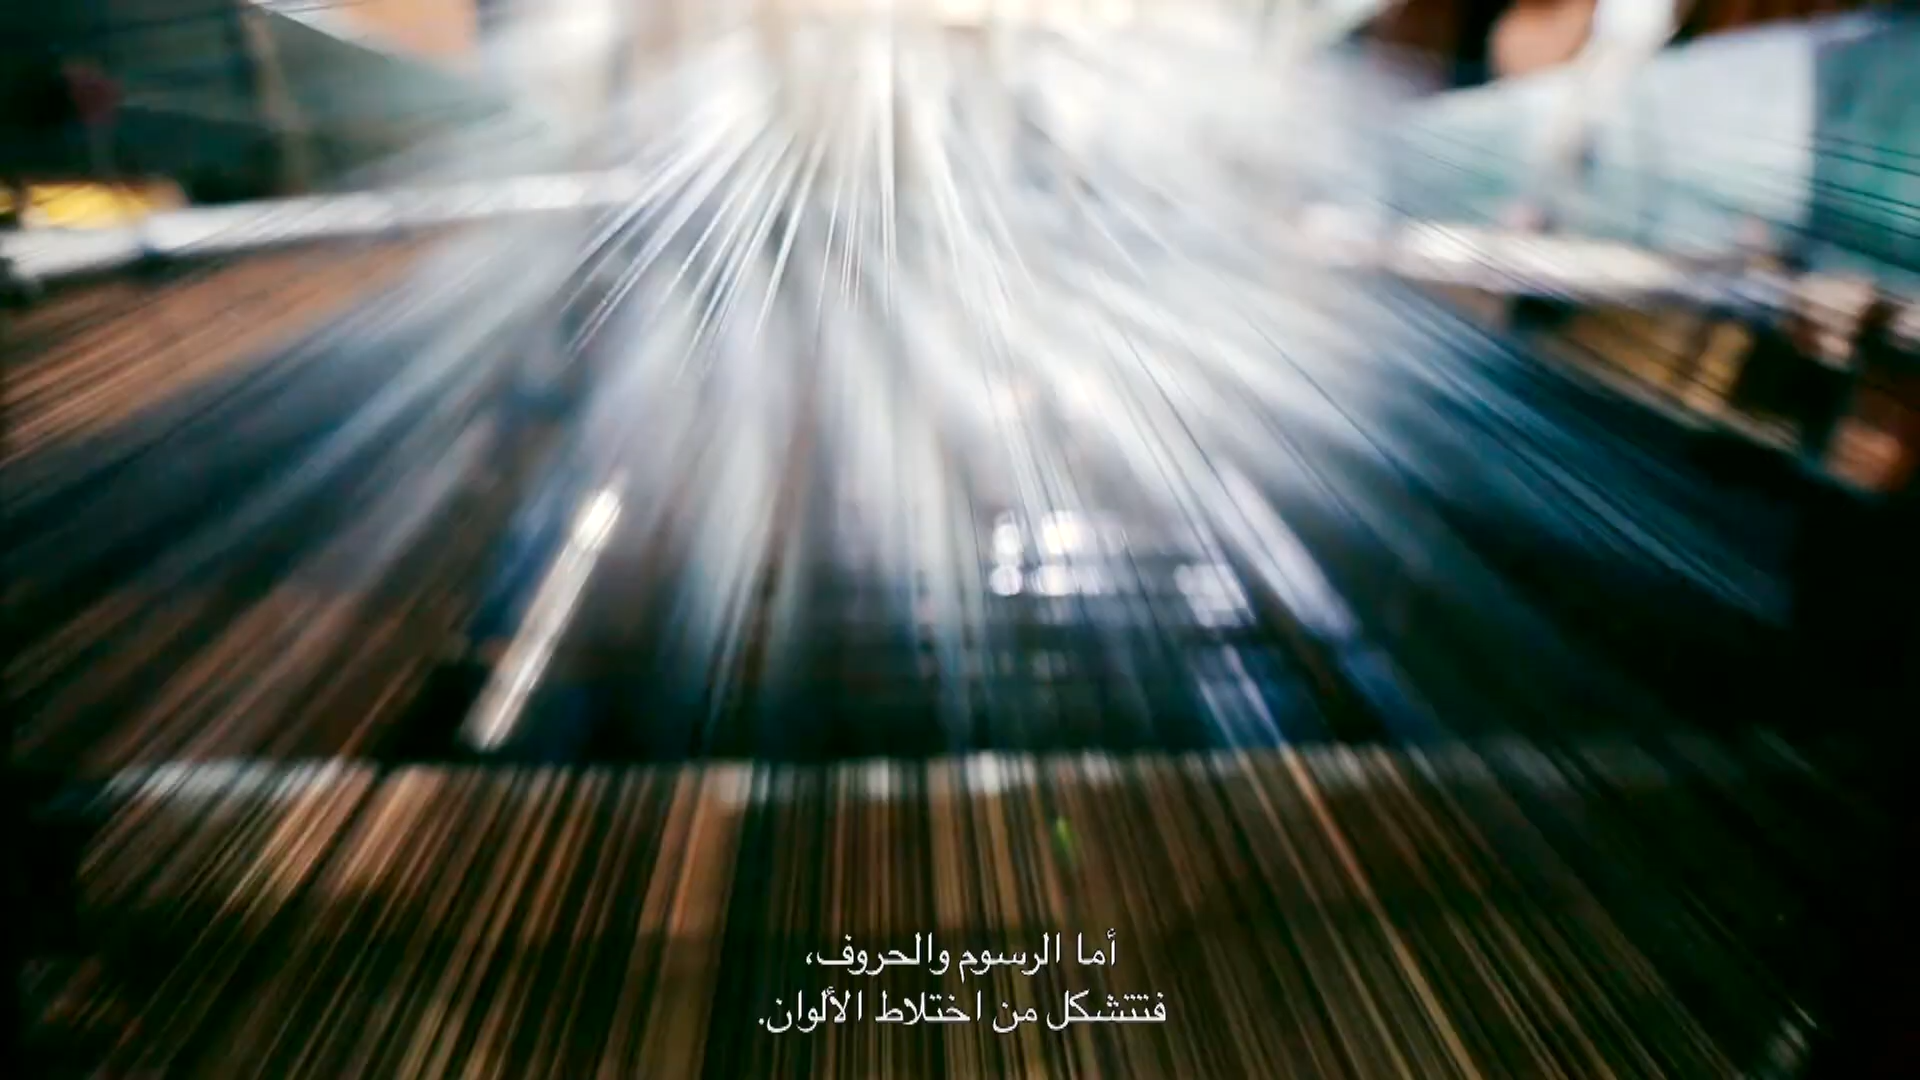 أما الرسوم والحروف،
فتتشكل من اختلاط الألوان.